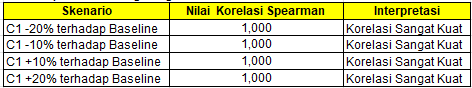 Skenario Nilai Korelasi Spearman Interpretasi
C1 -20% terhadap Baseline 1,000 Korelasi Sangat Kuat
C1 -10% terhadap Baseline 1,000 Korelasi Sangat Kuat
C1 +10% terhadap Baseline 1,000 Korelasi Sangat Kuat
C1 +20% terhadap Baseline 1,000 Korelasi Sangat Kuat